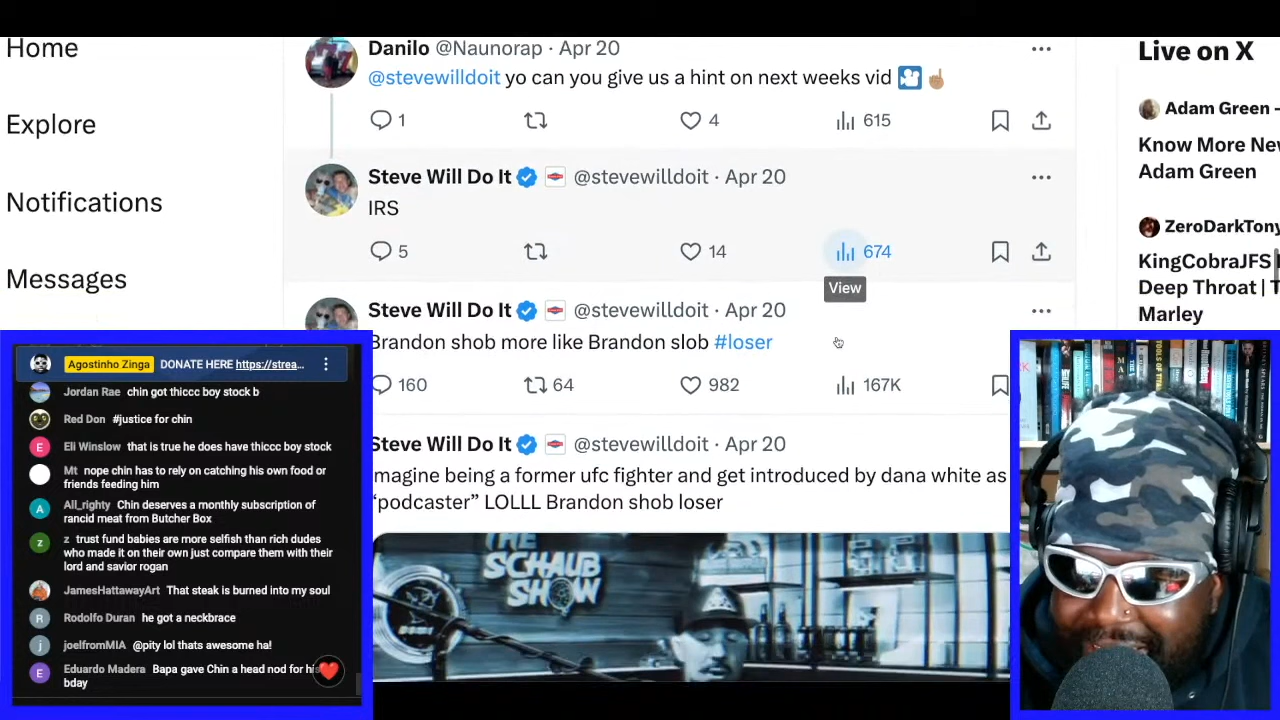 Home
Explore
Notifications
Messages
Danilo @Naunorap · Apr 20
@stevewilldoit yo can you give us a hint on next weeks vid
1
4
615
Steve Will Do It @stevewilldoit · Apr 20
IRS
5
14
674
View
Steve Will Do It @stevewilldoit · Apr 20
Brandon shob more like Brandon slob #loser
160
64
982
167K
Steve Will Do It @stevewilldoit · Apr 20
magine being a former ufc fighter and get introduced by dana white as
“podcaster” LOLLL Brandon shob loser
THE
SCHAUB
SHOW
Live on X
Adam Green -
Know More Ne
Adam Green
ZeroDarkTony
KingCobraJFS
Deep Throat | T
Marley
Agostinho Zinga DONATE HERE https://strea...
Jordan Rae chin got thiccc boy stock b
Red Don #justice for chin
Eli Winslow that is true he does have thiccc boy stock
Mt nope chin has to rely on catching his own food or
friends feeding him
All_righty Chin deserves a monthly subscription of
rancid meat from Butcher Box
z trust fund babies are more selfish than rich dudes
who made it on their own just compare them with their
lord and savior rogan
JamesHattawayArt That steak is burned into my soul
Rodolfo Duran he got a neckbrace
joelfromMIA @pity lol thats awesome ha!
Eduardo Madera Bapa gave Chin a head nod for his
bday